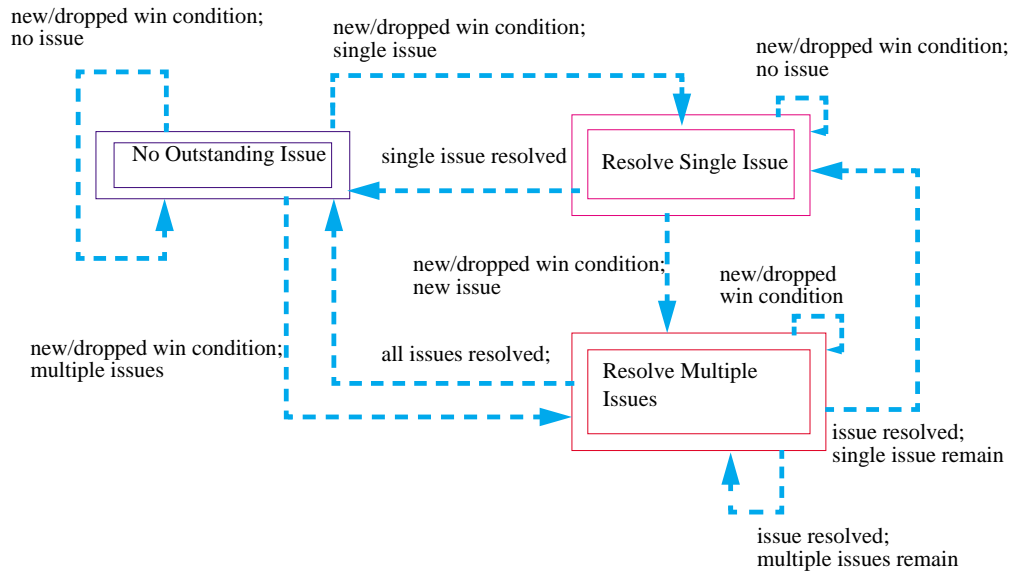 new/dropped win condition;
no issue
new/dropped win condition;
single issue
new/dropped win condition;
no issue
No Outstanding Issue
single issue resolved
Resolve Single Issue
new/dropped win condition;
new issue
new/dropped
win condition
new/dropped win condition;
multiple issues
all issues resolved;
Resolve Multiple
Issues
issue resolved;
single issue remain
issue resolved;
multiple issues remain